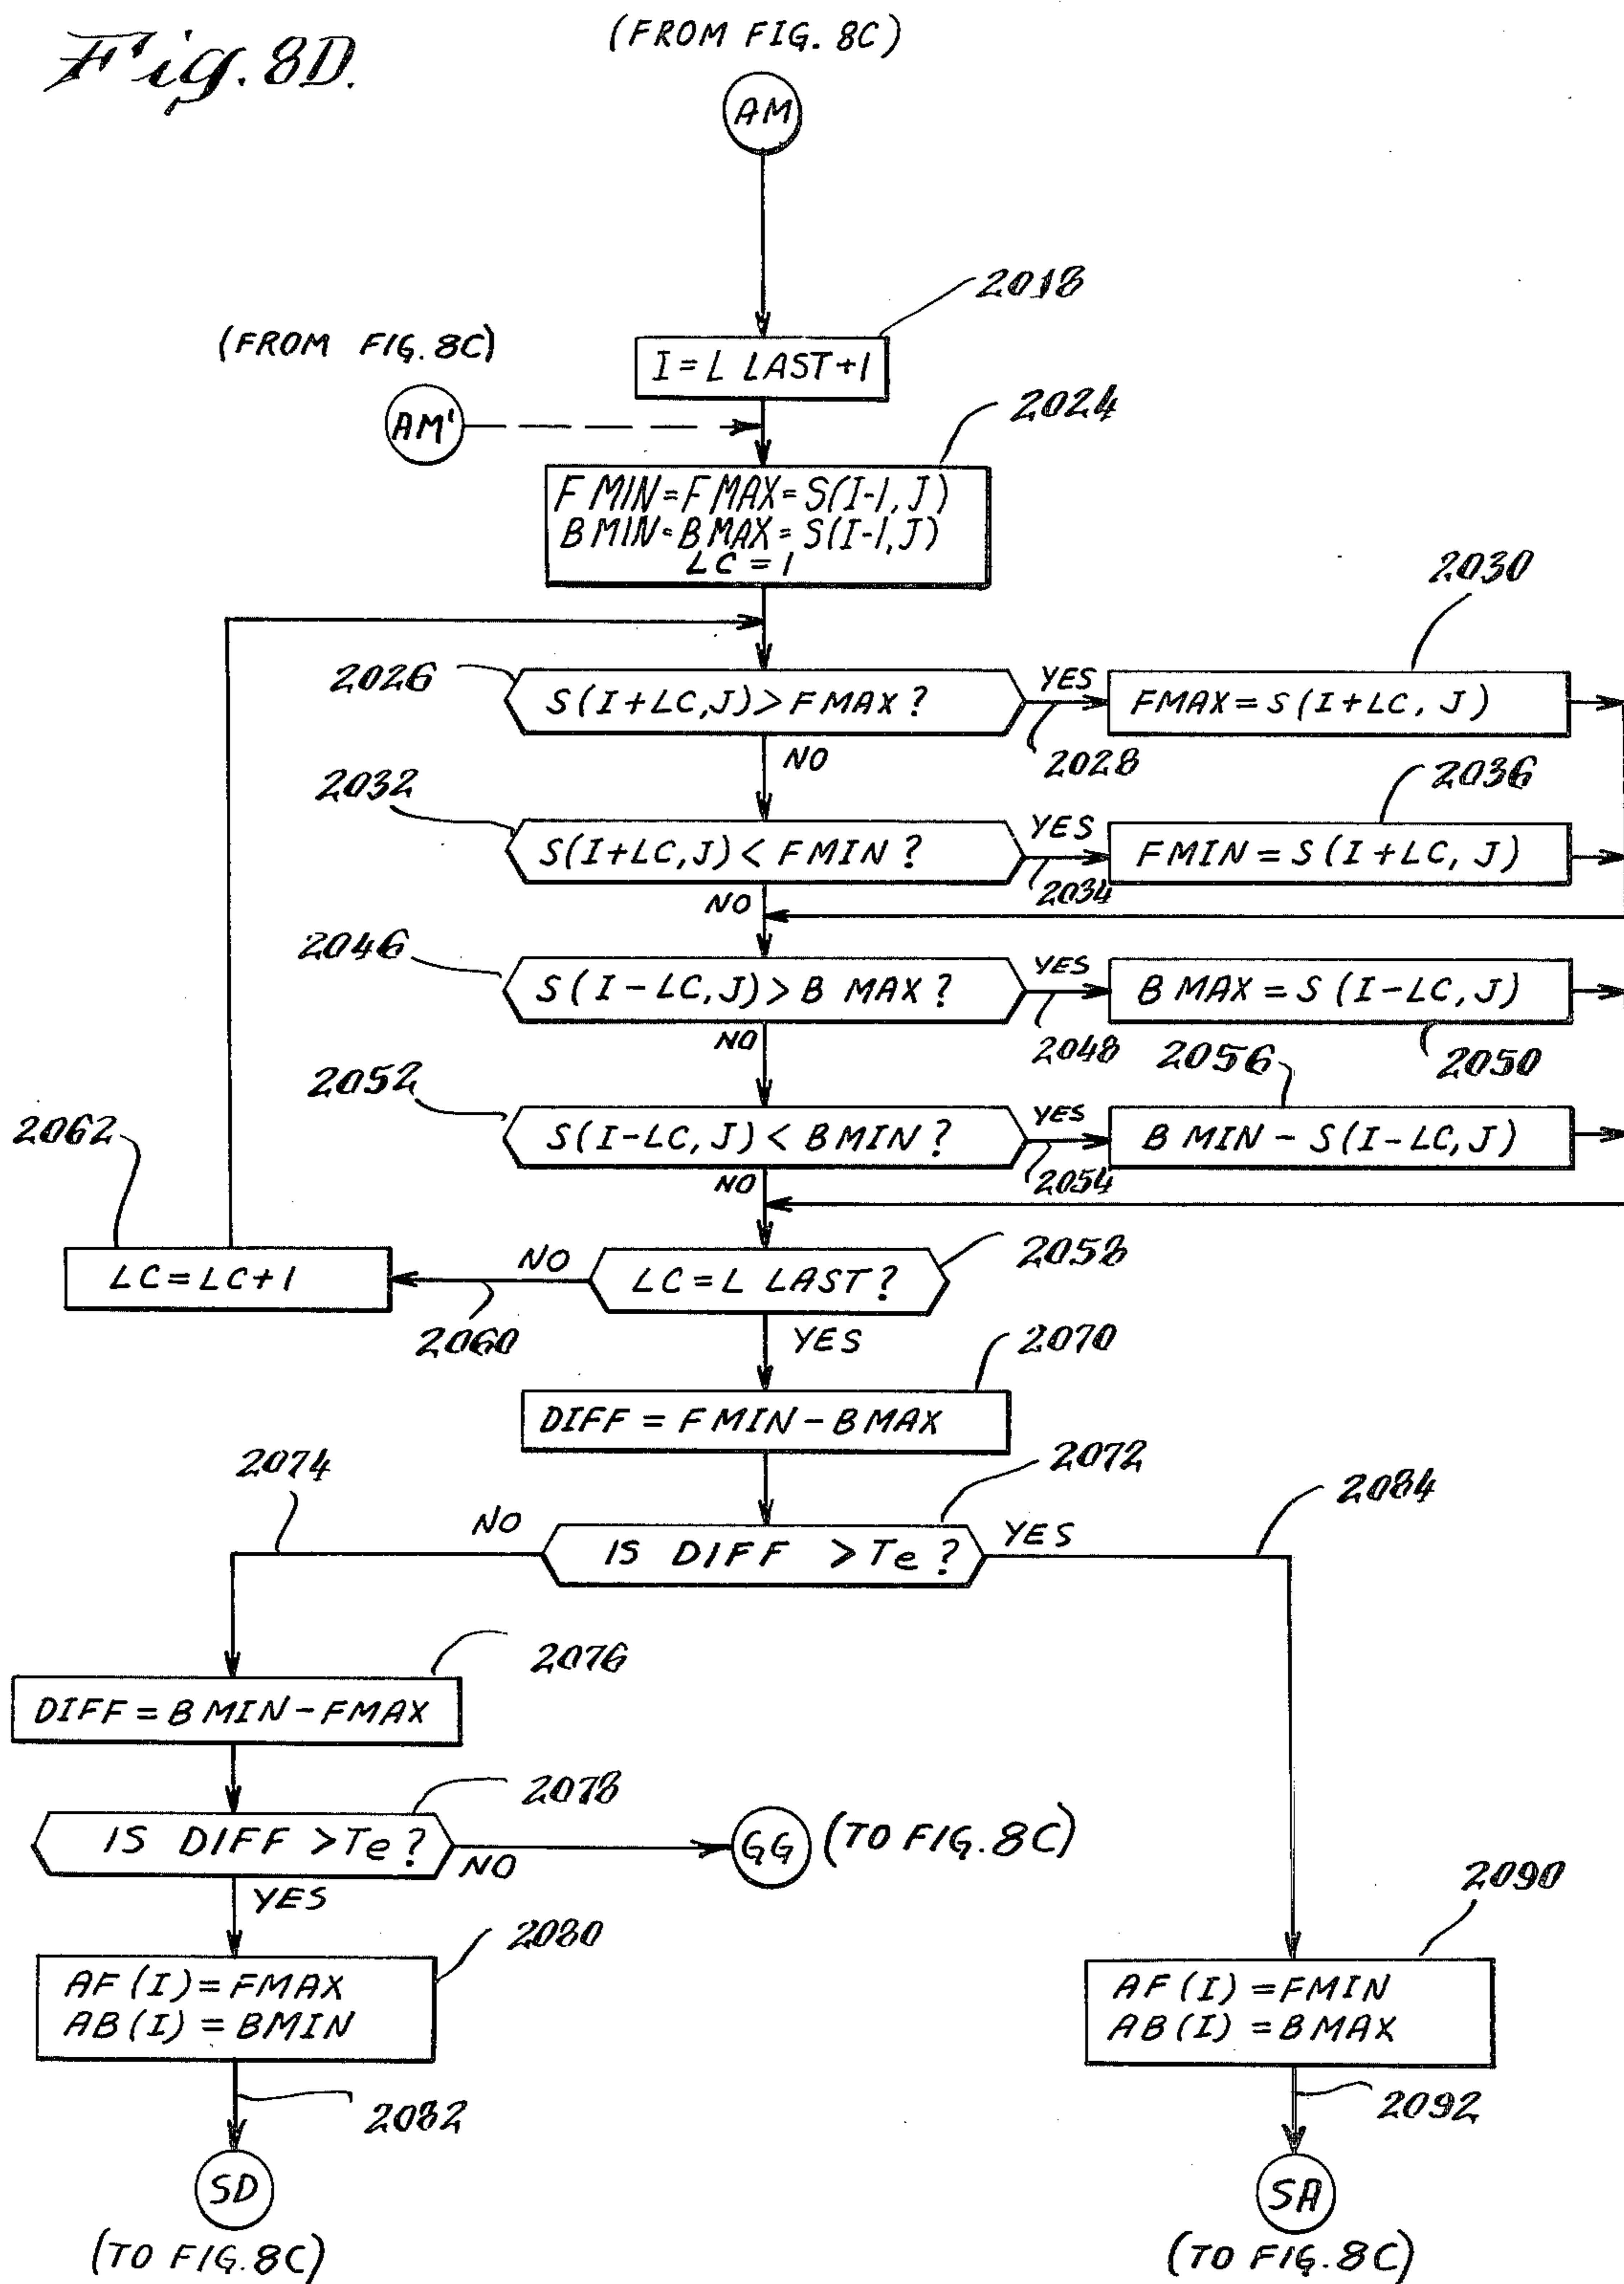 Fig. 8D.
(FROM FIG. 8C)
AM
2018
(FROM FIG. 8C)
I = L LAST+1
AM'
2024
F MIN=F MAX=S(I-1,J)
B MIN=B MAX=S(I-1,J)
LC = 1
2030
2026
S(I+LC,J)> FMAX ?
YES
FMAX = S(I+LC, J)
2028
NO
2032
2036
S(I+LC,J) < FMIN ?
YES
FMIN = S(I+LC, J)
2034
NO
2046
S(I-LC,J)> B MAX ?
YES
B MAX = S(I-LC,J)
2048
2050
NO
2052
2056
S(I-LC,J) < BMIN ?
YES
B MIN - S(I-LC,J)
2054
NO
2062
2058
LC=LC+1
NO
LC=L LAST?
2060
YES
2070
DIFF = F MIN-BMAX
2074
2072
2084
NO
IS DIFF >Te?
YES
2076
DIFF = B MIN-FMAX
2078
IS DIFF >Te?
NO
GG
(TO FIG. 8C)
YES
2080
2090
AF(I)= FMAX
AB(I) = BMIN
AF(I) =FMIN
AB(I) = BMAX
2082
2092
SD
SA
(TO FIG. 8C)
(TO FIG. 8C)